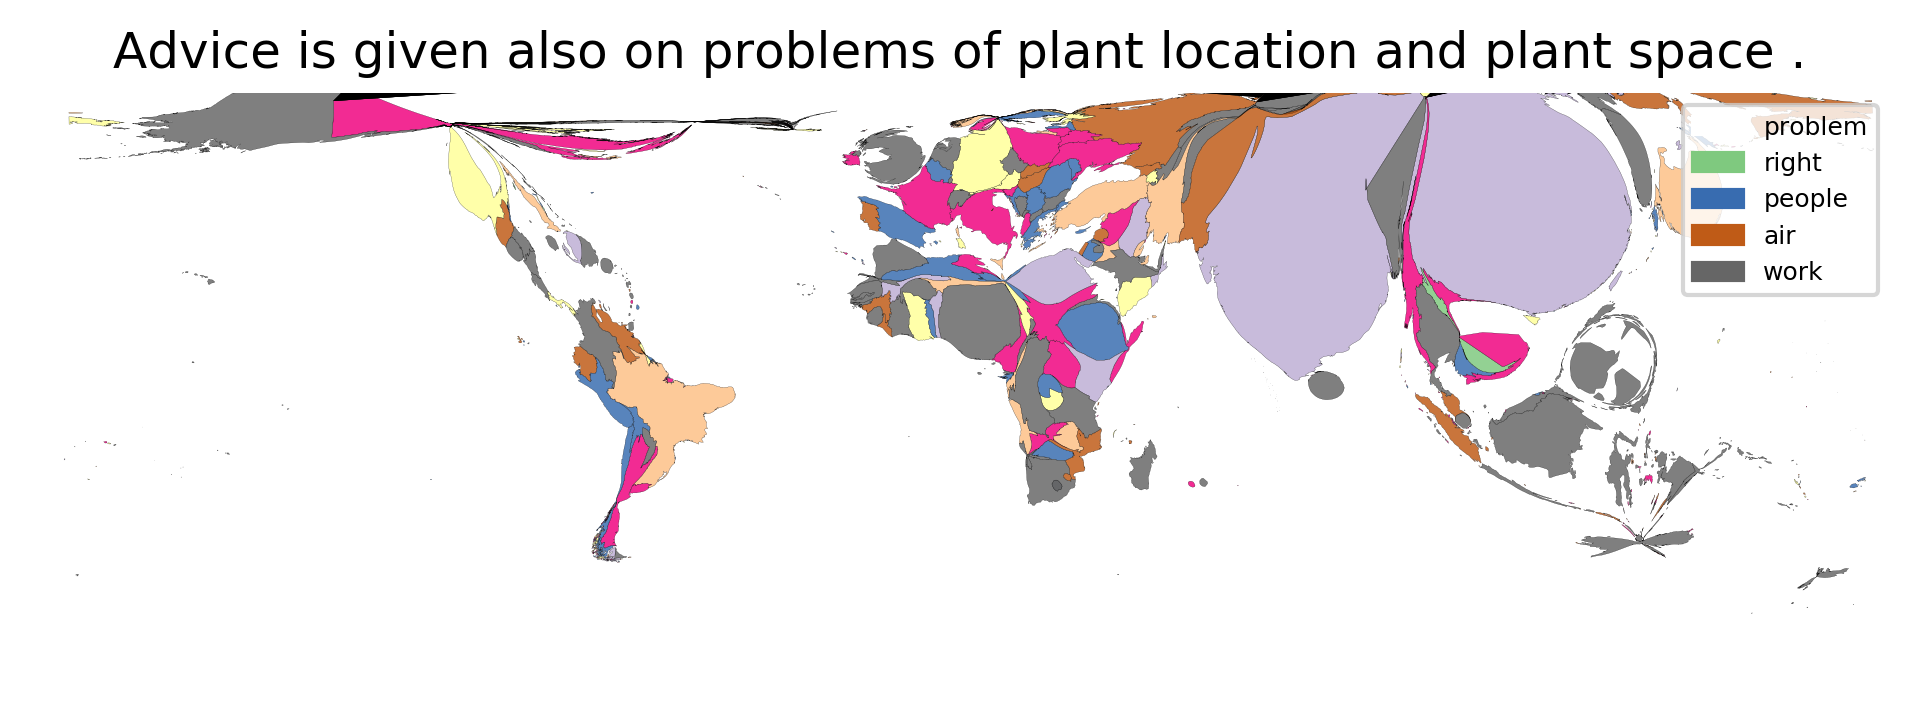 Advice is given also on problems of plant location and plant space .
problem
right
people
air
work